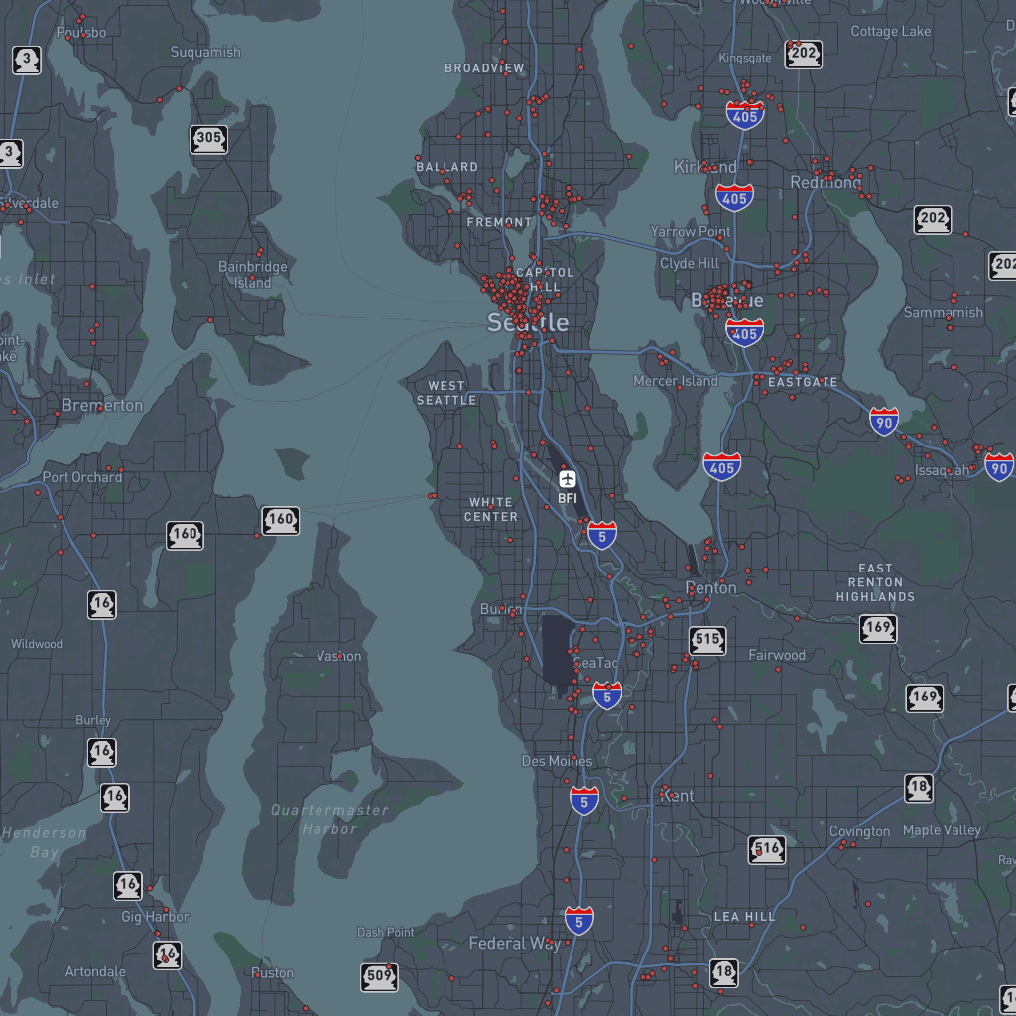 Woodinville
Poulsbo
Cottage Lake
Suquamish
3
202
Kingsgate
BROADVIEW
405
305
3
BALLARD
Kirkland
Redmond
405
Silverdale
FREMONT
202
Yarrow Point
Clyde Hill
202
Bainbridge
Island
CAPITOL
HILL
es Inlet
Bellevue
Sammamish
Seattle
405
oint-
ake
Mercer Island
EASTGATE
WEST
SEATTLE
Bremerton
90
Port Orchard
405
Issaquah
90
BFI
WHITE
CENTER
160
160
5
EAST
RENTON
HIGHLANDS
Renton
16
Burien
169
515
Wildwood
Vashon
SeaTac
Fairwood
5
169
Burley
16
Des Moines
18
16
5
Kent
Quartermaster
Harbor
Henderson
Bay
Covington
Maple Valley
516
Rav
16
Gig Harbor
5
LEA HILL
Dash Point
Federal Way
16
Artondale
Ruston
509
18